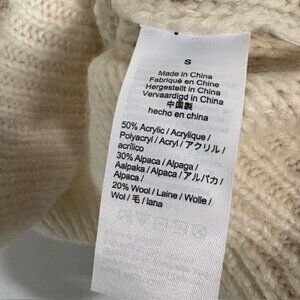 S
Made in China
Fabriqué en Chine
Hergestellt in China
Vervaardigd in China
中国製
hecho en china
50% Acrylic / Acrylique /
Polyacryl / Acryl / アクリル /
acrílico
30% Alpaca / Alpaga /
Aalpaka / Alpaca / アルパカ /
Alpaca /
20% Wool / Laine / Wolle /
Wol / 毛 / lana